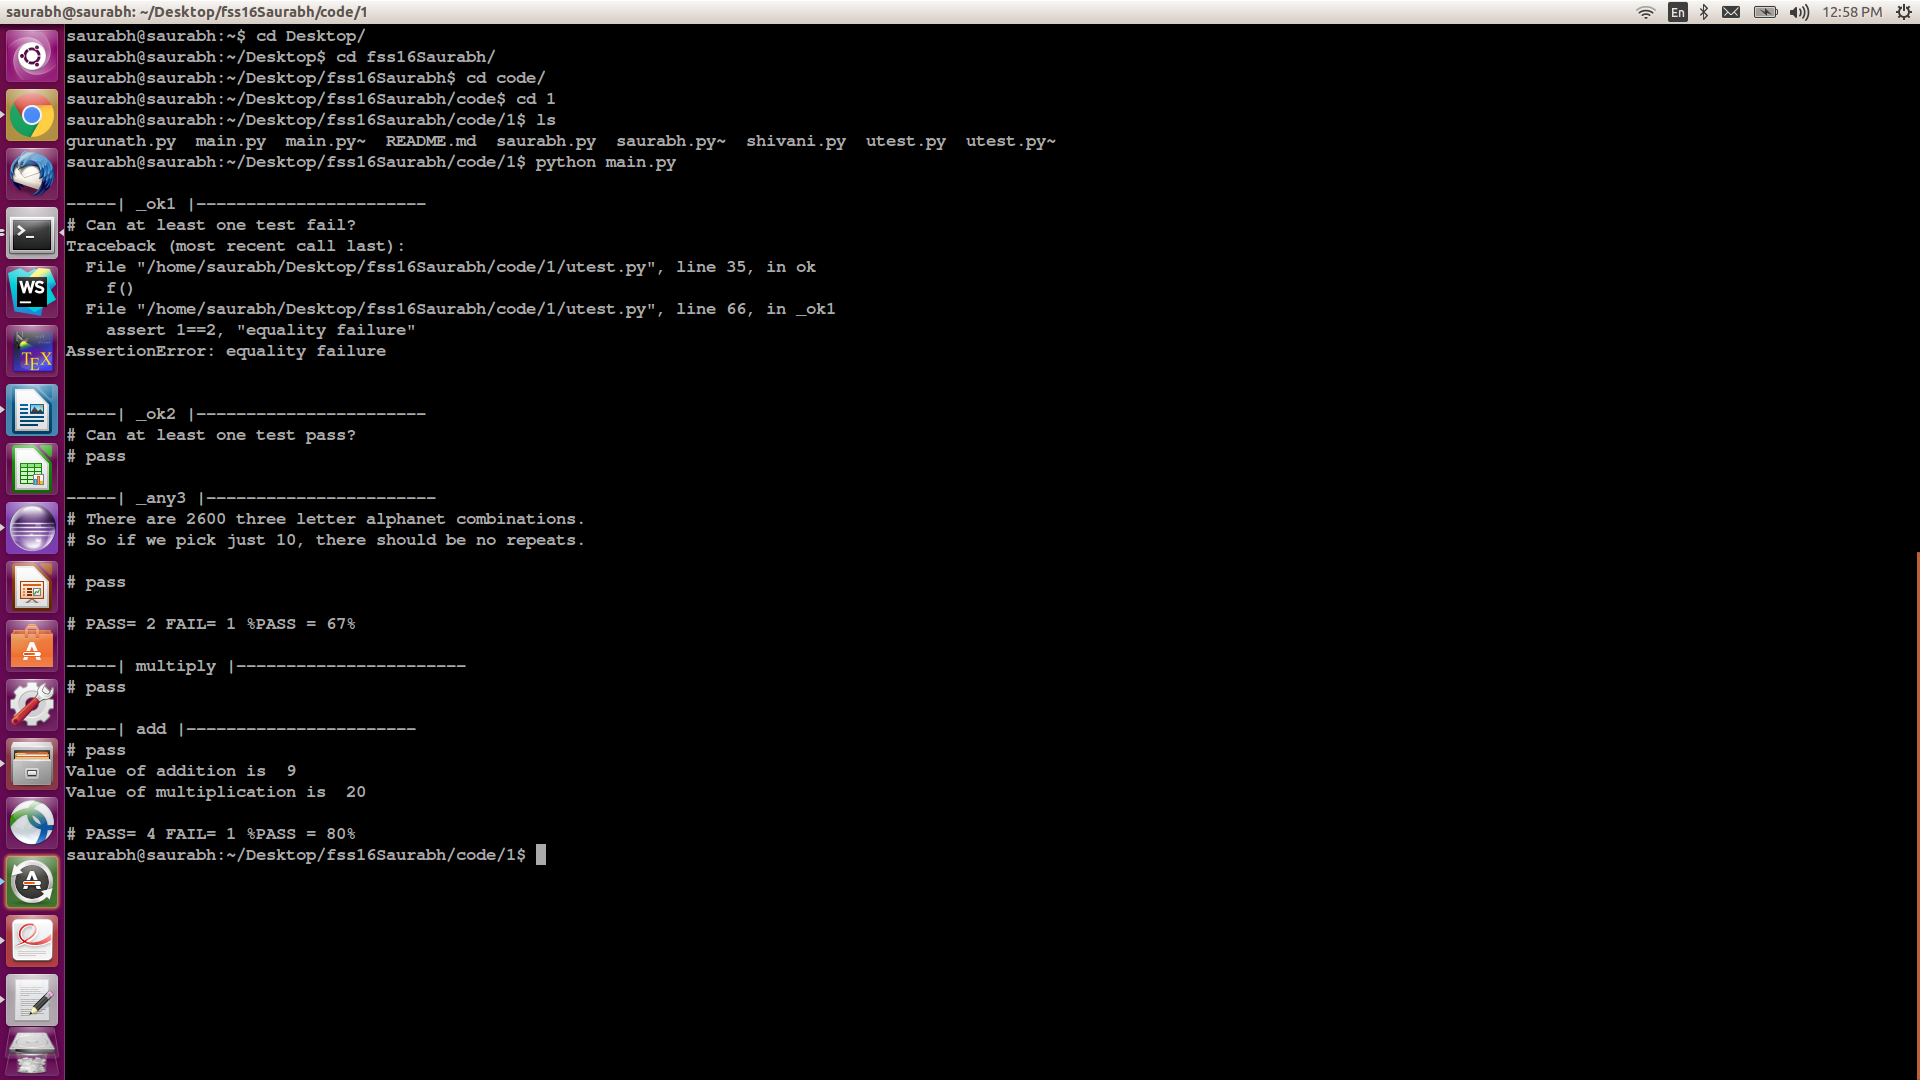 saurabh@saurabh: ~/Desktop/fss16Saurabh/code/1
En
12:58 PM
saurabh@saurabh:~$ cd Desktop/
saurabh@saurabh:~/Desktop$ cd fss16Saurabh/
saurabh@saurabh:~/Desktop/fss16Saurabh$ cd code/
saurabh@saurabh:~/Desktop/fss16Saurabh/code$ cd 1
saurabh@saurabh:~/Desktop/fss16Saurabh/code/1$ ls
gurunath.py  main.py  main.py~  README.md  saurabh.py  saurabh.py~  shivani.py  utest.py  utest.py~
saurabh@saurabh:~/Desktop/fss16Saurabh/code/1$ python main.py
-----| _ok1 |-----------------------
# Can at least one test fail?
Traceback (most recent call last):
  File "/home/saurabh/Desktop/fss16Saurabh/code/1/utest.py", line 35, in ok
    f()
  File "/home/saurabh/Desktop/fss16Saurabh/code/1/utest.py", line 66, in _ok1
    assert 1==2, "equality failure"
AssertionError: equality failure
-----| _ok2 |-----------------------
# Can at least one test pass?
# pass
-----| _any3 |-----------------------
# There are 2600 three letter alphanet combinations.
# So if we pick just 10, there should be no repeats.
# pass
# PASS= 2 FAIL= 1 %PASS = 67%
-----| multiply |-----------------------
# pass
-----| add |-----------------------
# pass
Value of addition is  9
Value of multiplication is  20
# PASS= 4 FAIL= 1 %PASS = 80%
saurabh@saurabh:~/Desktop/fss16Saurabh/code/1$
WS
TEX